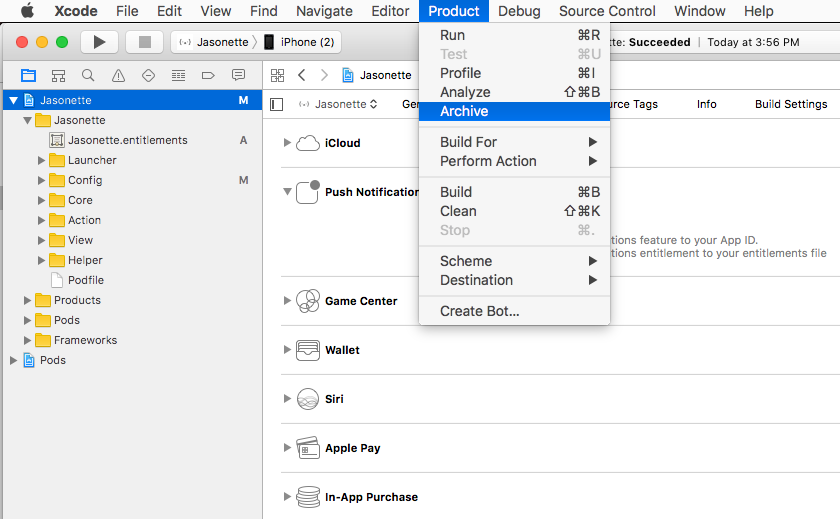 Xcode File Edit View Find Navigate Editor Product Debug Source Control Window Help
Jasonette iPhone (2) Succeeded | Today at 3:56 PM
Jasonette
Jasonette M
Jasonette Tags Info Build Settings
Jasonette
Jasonette.entitlements A
Launcher
Config M
Core
Action
View
Helper
Podfile
Products
Pods
Frameworks
Pods
Run ⌘R
Test ⌘U
Profile ⌘I
Analyze ⇧⌘B
Archive
Build For
Perform Action
Build ⌘B
Clean ⇧⌘K
Stop ⌘.
Scheme
Destination
Create Bot...
iCloud
Push Notification
tions feature to your App ID.
tions entitlement to your entitlements file
Game Center
Wallet
Siri
Apple Pay
In-App Purchase